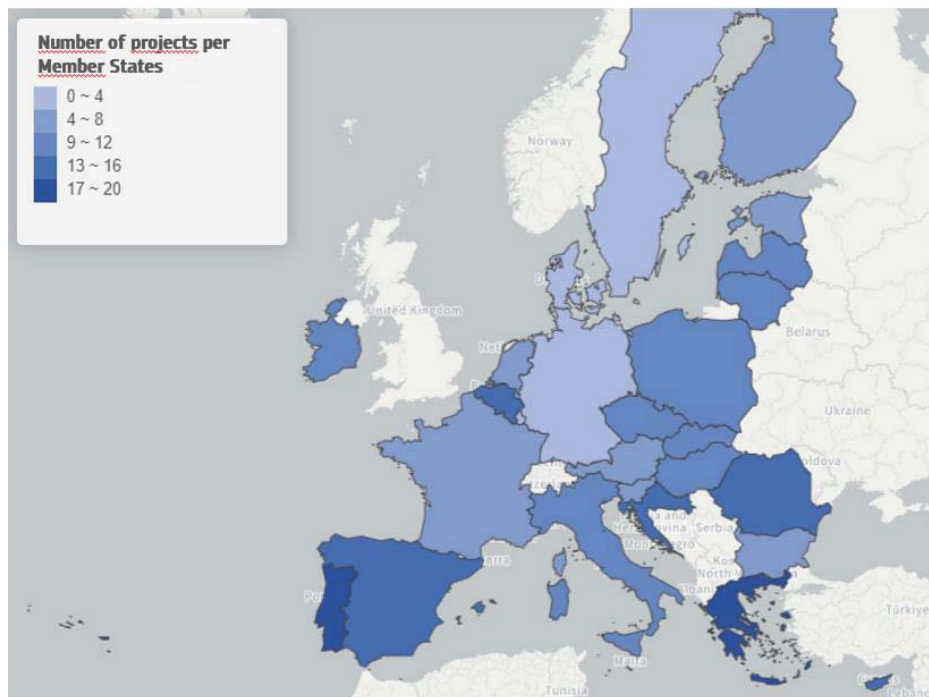 Number of projects per
Member States
0 ~ 4
4 ~ 8
9 ~ 12
13 ~ 16
17 ~ 20
Norway
United Kingdom
Belarus
Ukraine
Serbia
Türkiye
Malta
Tunisia